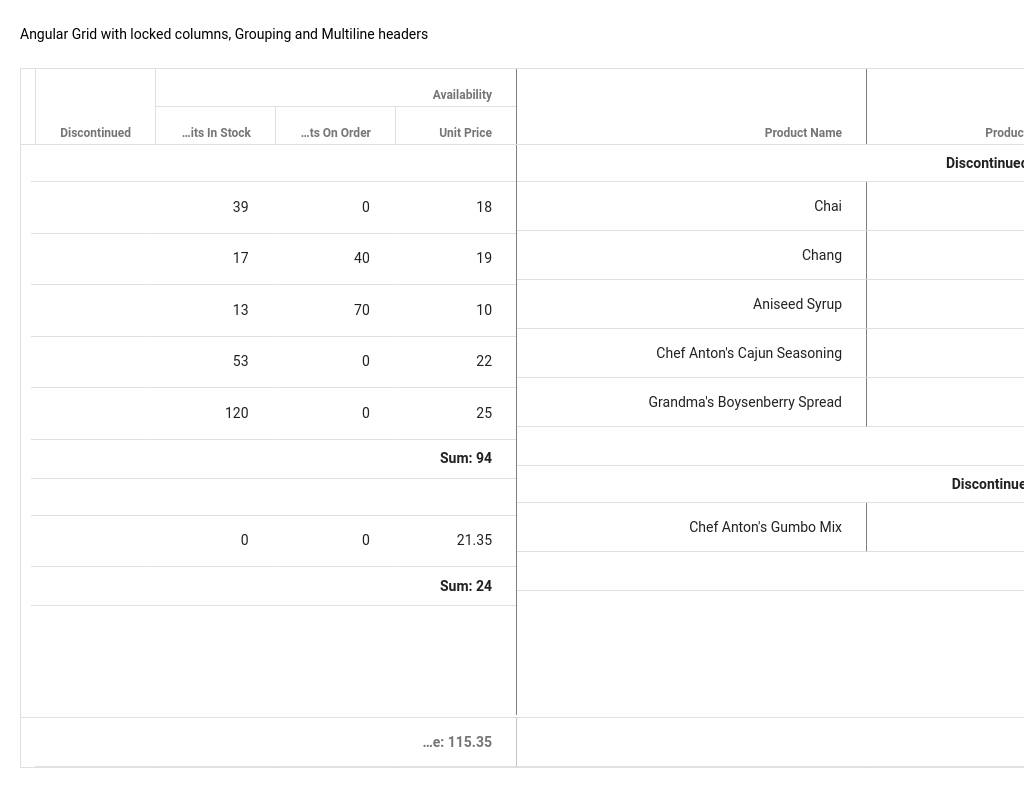 Angular Grid with locked columns, Grouping and Multiline headers
Availability
Discontinued ...its In Stock ...ts On Order Unit Price Product Name Produc
Discontinued
39 0 18 Chai
17 40 19 Chang
13 70 10 Aniseed Syrup
53 0 22 Chef Anton's Cajun Seasoning
120 0 25 Grandma's Boysenberry Spread
Sum: 94
Discontinue
0 0 21.35 Chef Anton's Gumbo Mix
Sum: 24
...e: 115.35